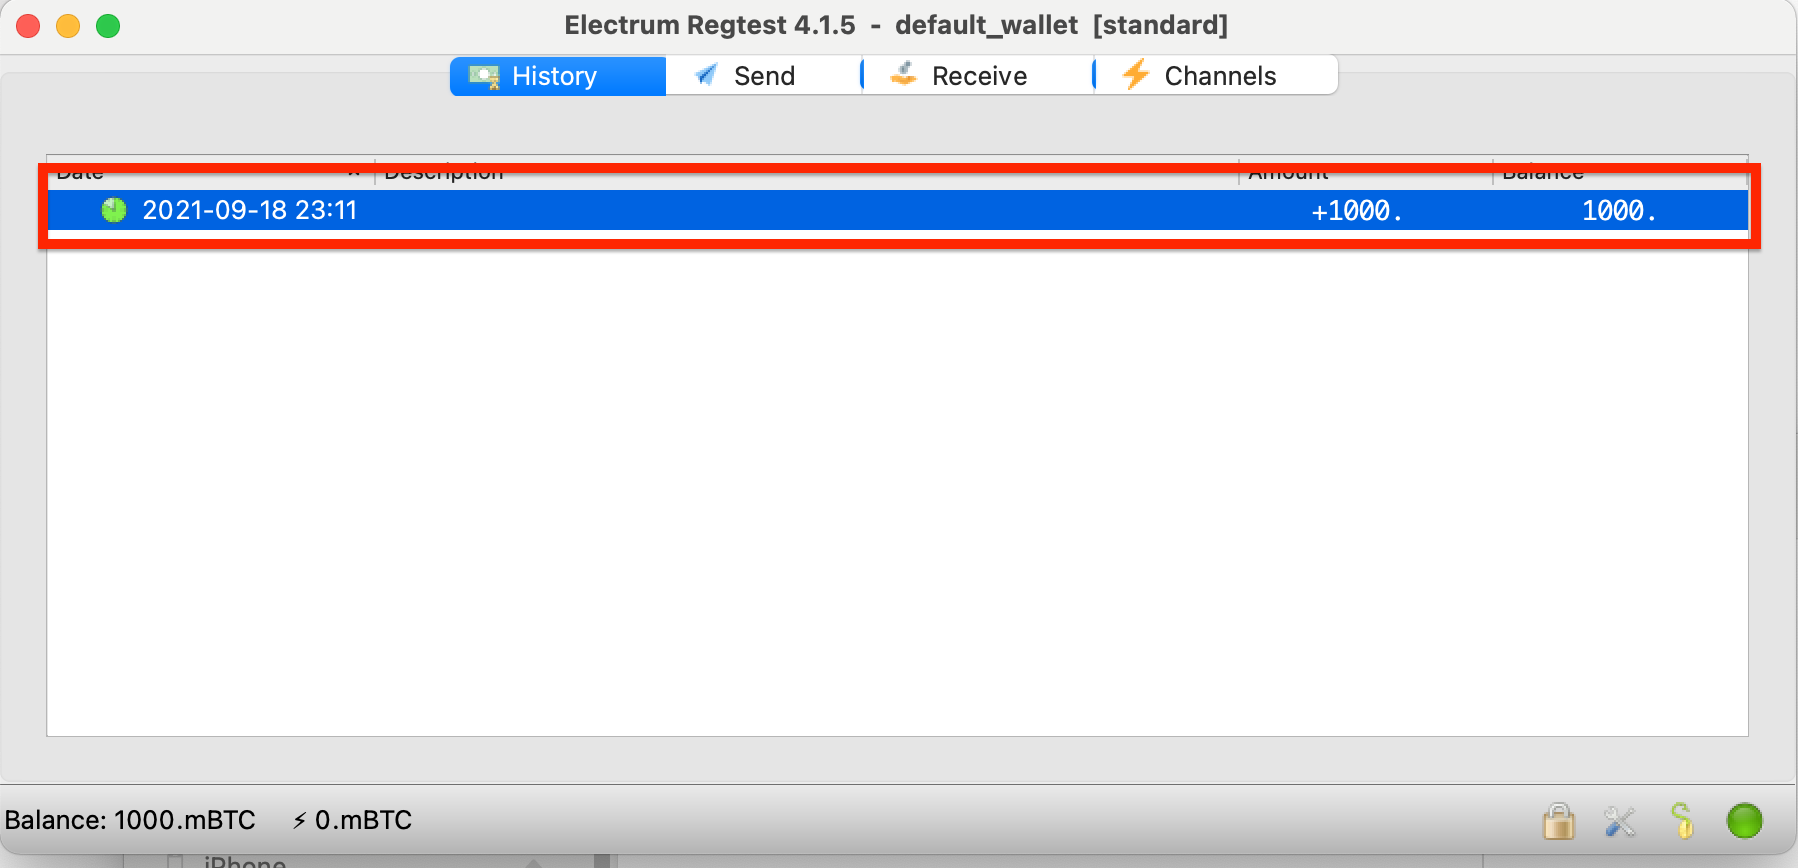 Electrum Regtest 4.1.5 - default_wallet [standard]
History Send Receive Channels
Date Description Amount Balance
2021-09-18 23:11 +1000. 1000.
Balance: 1000.mBTC ⚡ 0.mBTC
iPhone